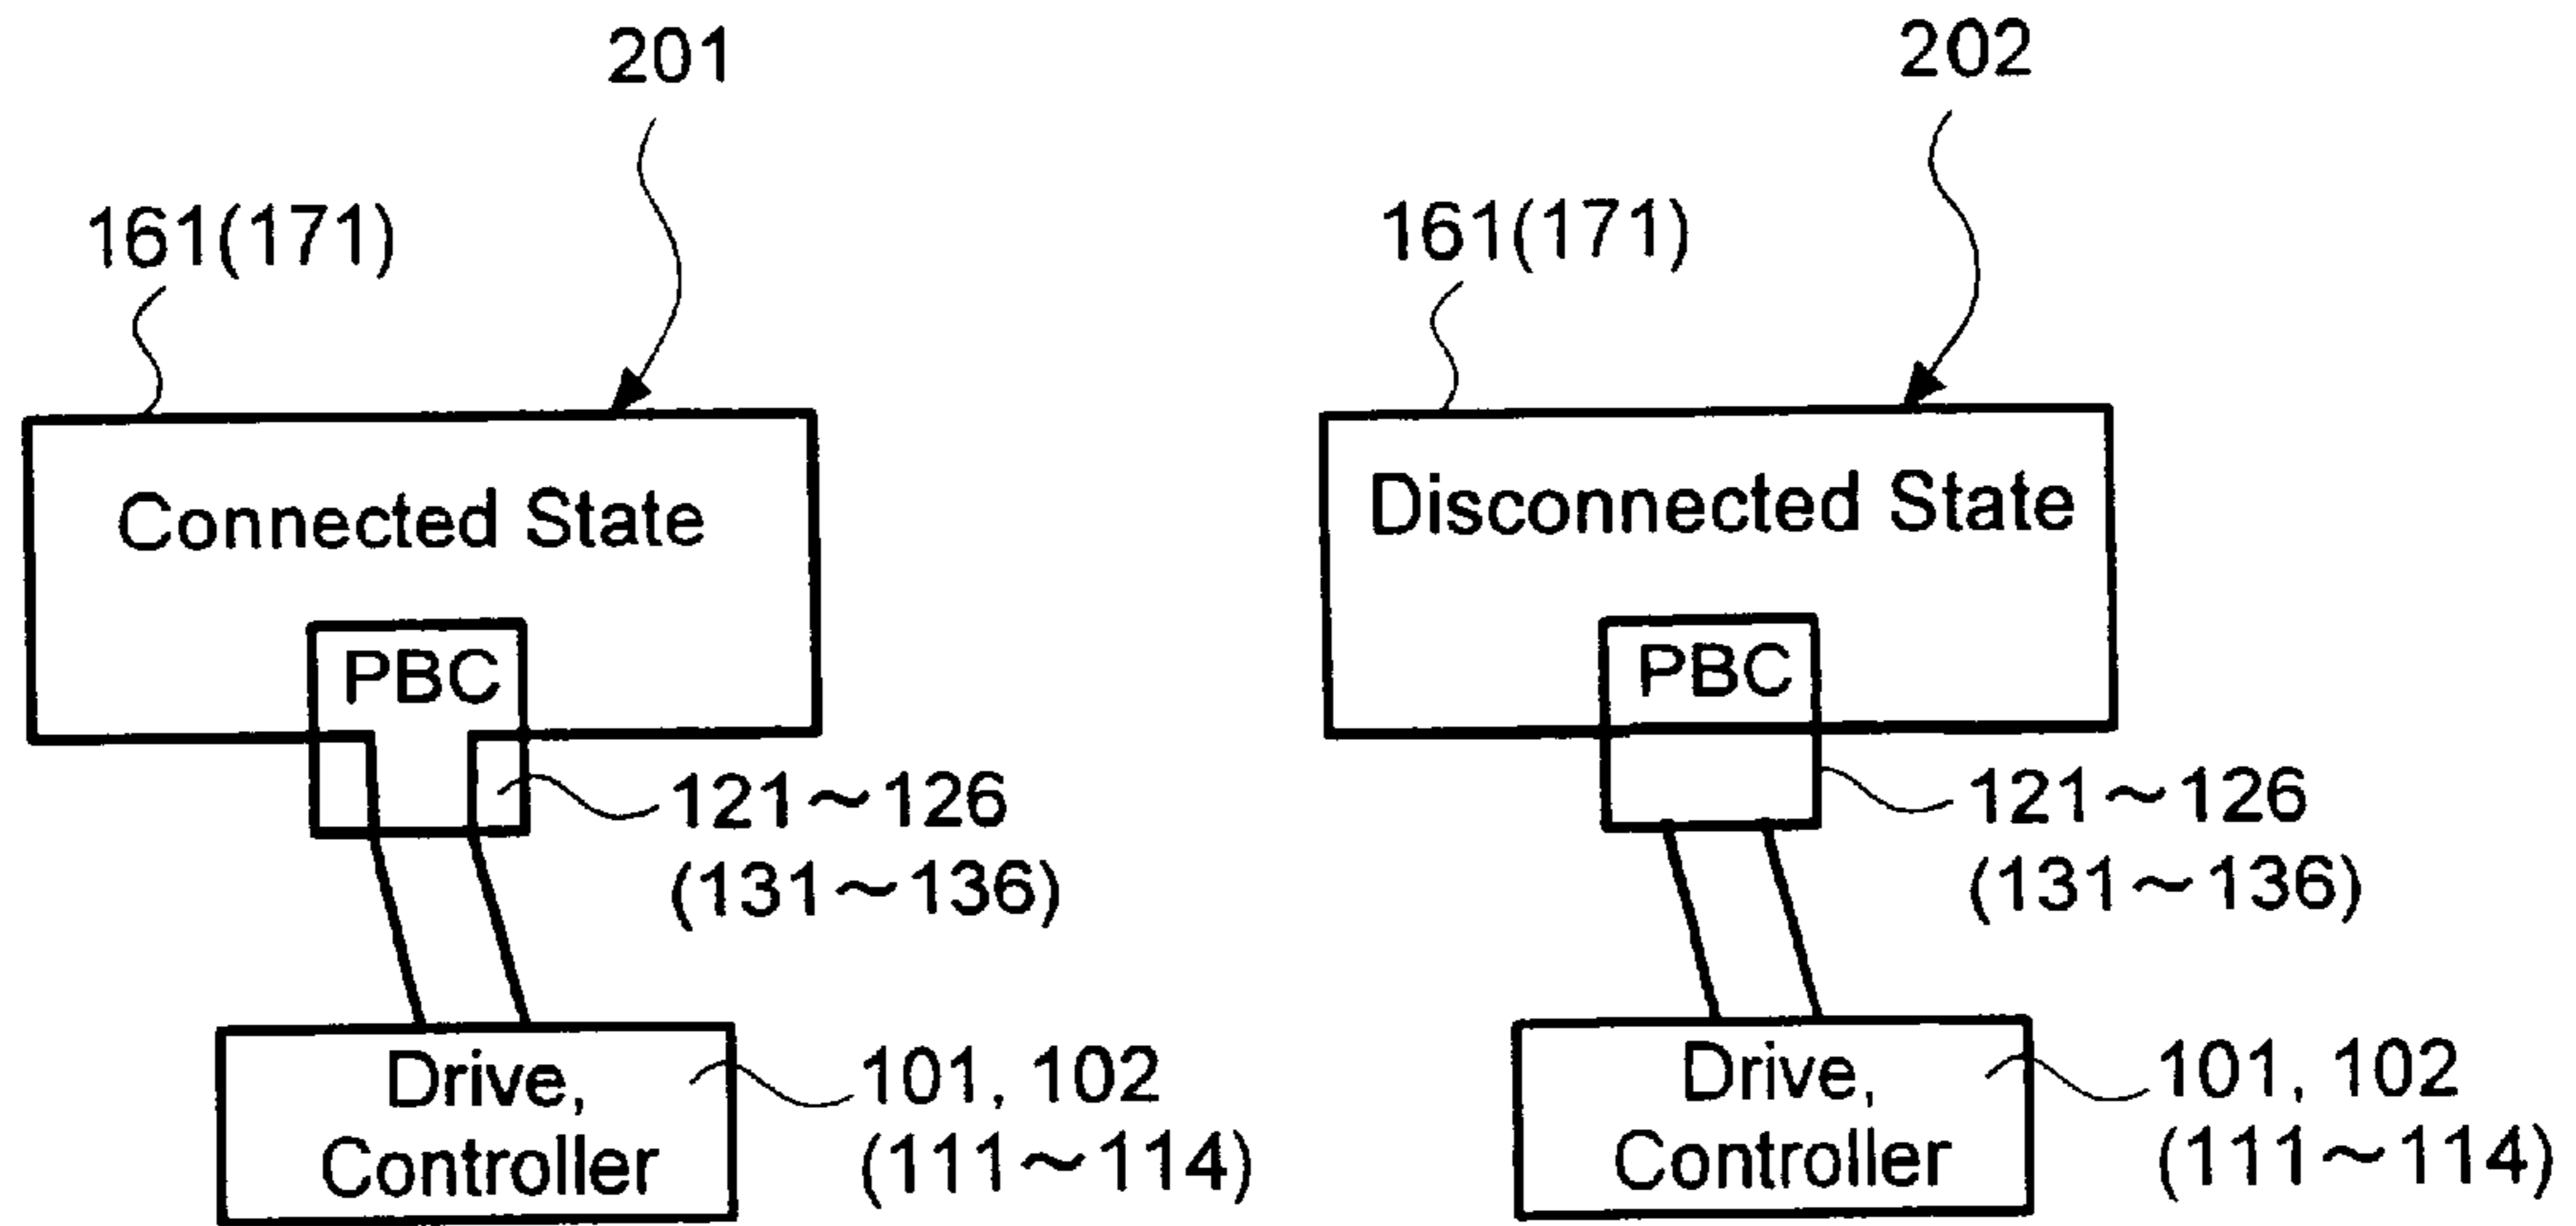 201
161(171)
Connected State
PBC
121～126
(131～136)
Drive,
Controller
101, 102
(111～114)
202
161(171)
Disconnected State
PBC
121～126
(131～136)
Drive,
Controller
101, 102
(111～114)